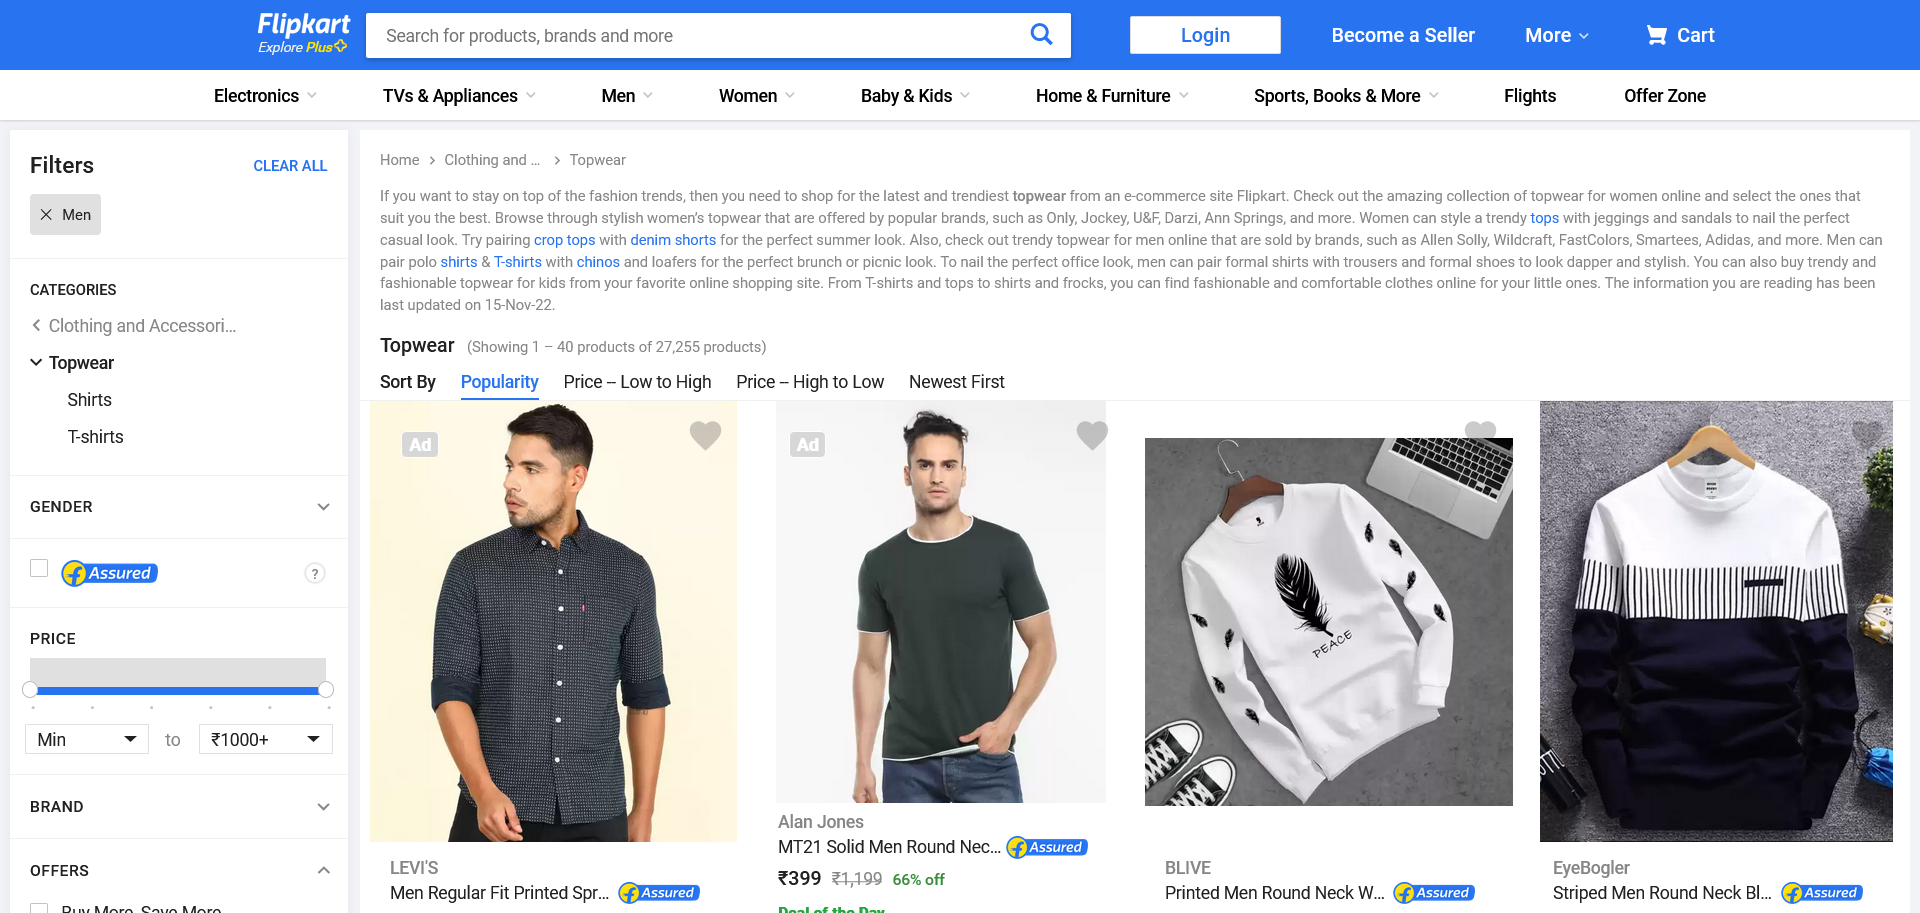 Flipkart
Explore Plus
Search for products, brands and more
Login
Become a Seller
More
Cart
Electronics
TVs & Appliances
Men
Women
Baby & Kids
Home & Furniture
Sports, Books & More
Flights
Offer Zone
Filters
CLEAR ALL
Men
CATEGORIES
Clothing and Accessori...
Topwear
Shirts
T-shirts
GENDER
Assured
?
PRICE
Min
to
₹1000+
BRAND
OFFERS
Buy More, Save More
Home > Clothing and ... > Topwear
If you want to stay on top of the fashion trends, then you need to shop for the latest and trendiest topwear from an e-commerce site Flipkart. Check out the amazing collection of topwear for women online and select the ones that
suit you the best. Browse through stylish women's topwear that are offered by popular brands, such as Only, Jockey, U&F, Darzi, Ann Springs, and more. Women can style a trendy tops with jeggings and sandals to nail the perfect
casual look. Try pairing crop tops with denim shorts for the perfect summer look. Also, check out trendy topwear for men online that are sold by brands, such as Allen Solly, Wildcraft, FastColors, Smartees, Adidas, and more. Men can
pair polo shirts & T-shirts with chinos and loafers for the perfect brunch or picnic look. To nail the perfect office look, men can pair formal shirts with trousers and formal shoes to look dapper and stylish. You can also buy trendy and
fashionable topwear for kids from your favorite online shopping site. From T-shirts and tops to shirts and frocks, you can find fashionable and comfortable clothes online for your little ones. The information you are reading has been
last updated on 15-Nov-22.
Topwear (Showing 1 – 40 products of 27,255 products)
Sort By
Popularity
Price -- Low to High
Price -- High to Low
Newest First
Ad
LEVI'S
Men Regular Fit Printed Spr...
Assured
Ad
Alan Jones
MT21 Solid Men Round Nec...
Assured
₹399 ₹1,199 66% off
Deal of the Day
PEACE
BLIVE
Printed Men Round Neck W...
Assured
EyeBogler
Striped Men Round Neck Bl...
Assured